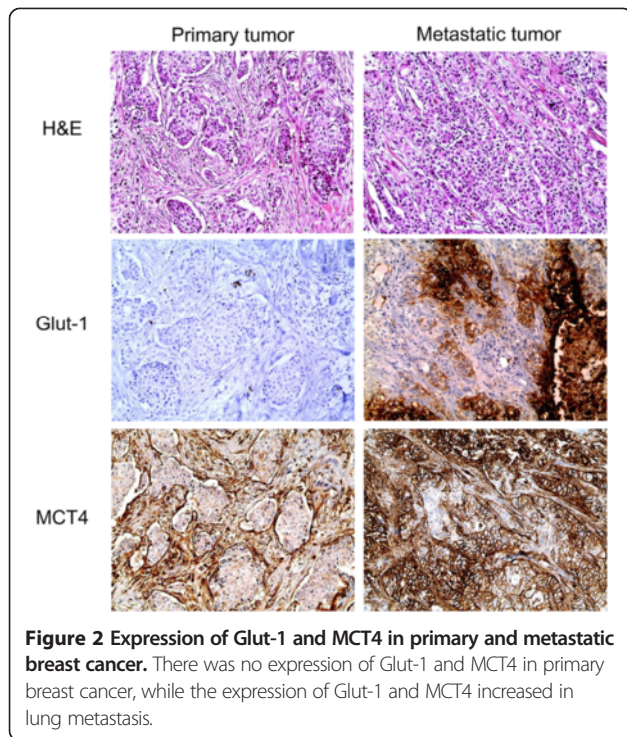 Primary tumor Metastatic tumor
H&E
Glut-1
MCT4
Figure 2 Expression of Glut-1 and MCT4 in primary and metastatic
breast cancer. There was no expression of Glut-1 and MCT4 in primary
breast cancer, while the expression of Glut-1 and MCT4 increased in
lung metastasis.